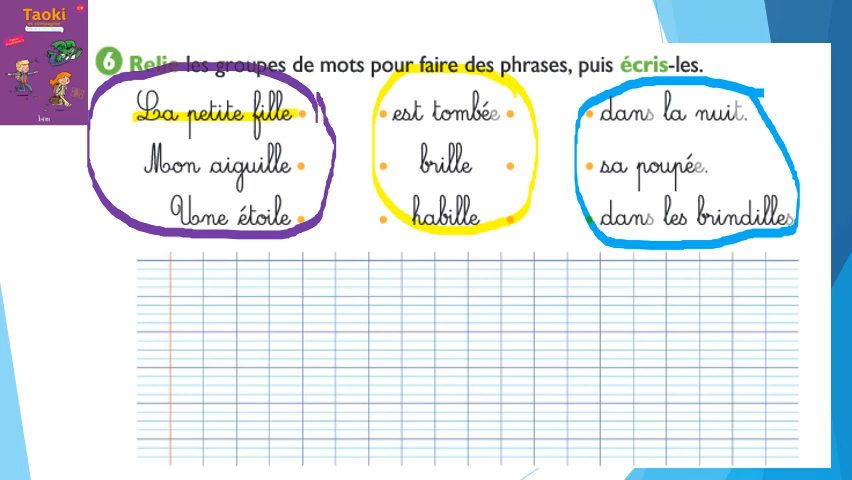 Taoki
6 Relie les groupes de mots pour faire des phrases, puis écris-les.
La petite fille • • est tombée • • dans la nuit.
Mon aiguille • • brille • • sa poupée.
Une étoile • • habille • • dans les brindilles